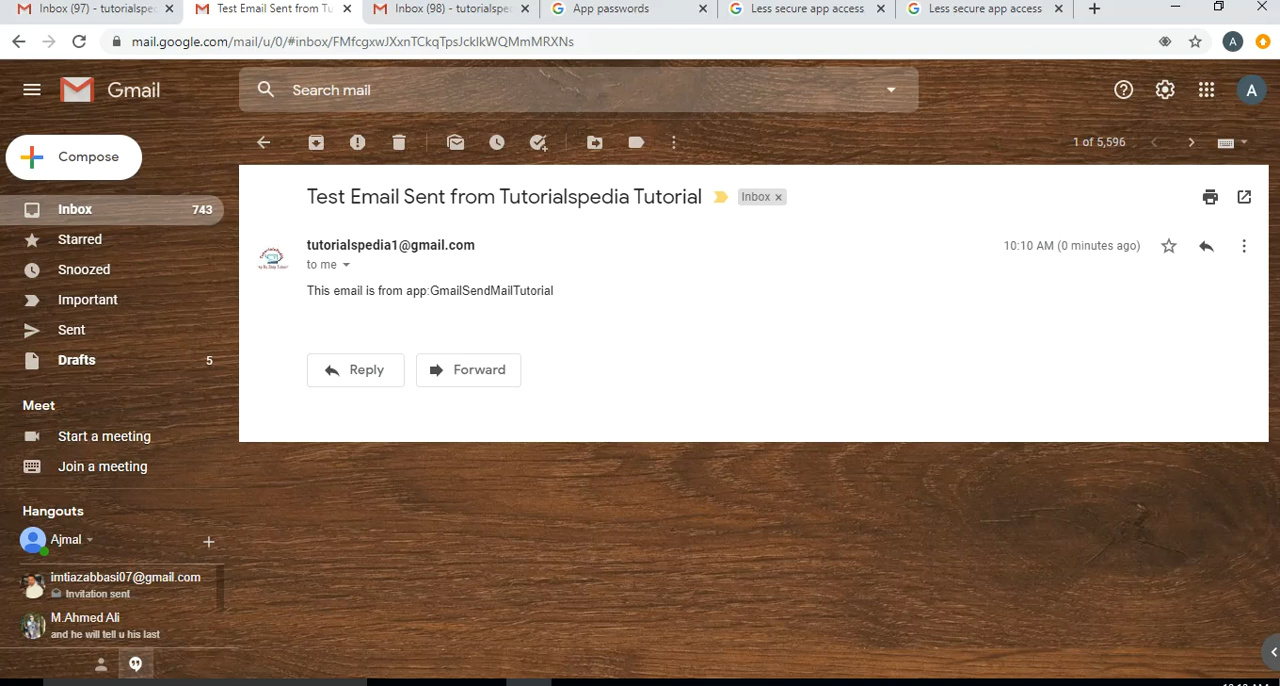 Inbox (97) - tutorialspe
Test Email Sent from Tu
Inbox (98) - tutorialspe
App passwords
Less secure app access
Less secure app access
mail.google.com/mail/u/0/#inbox/FMfcgxwJXxnTCkqTpsJcklkWQMmMRXNs
A
Gmail
Search mail
A
Compose
1 of 5,596
Inbox 743
Starred
Snoozed
Important
Sent
Drafts 5
Meet
Start a meeting
Join a meeting
Hangouts
Ajmal
imtiazabbasi07@gmail.com
Invitation sent
M.Ahmed Ali
and he will tell u his last
Test Email Sent from Tutorialspedia Tutorial Inbox ×
tutorialspedia1@gmail.com 10:10 AM (0 minutes ago)
to me
This email is from app:GmailSendMailTutorial
Reply Forward